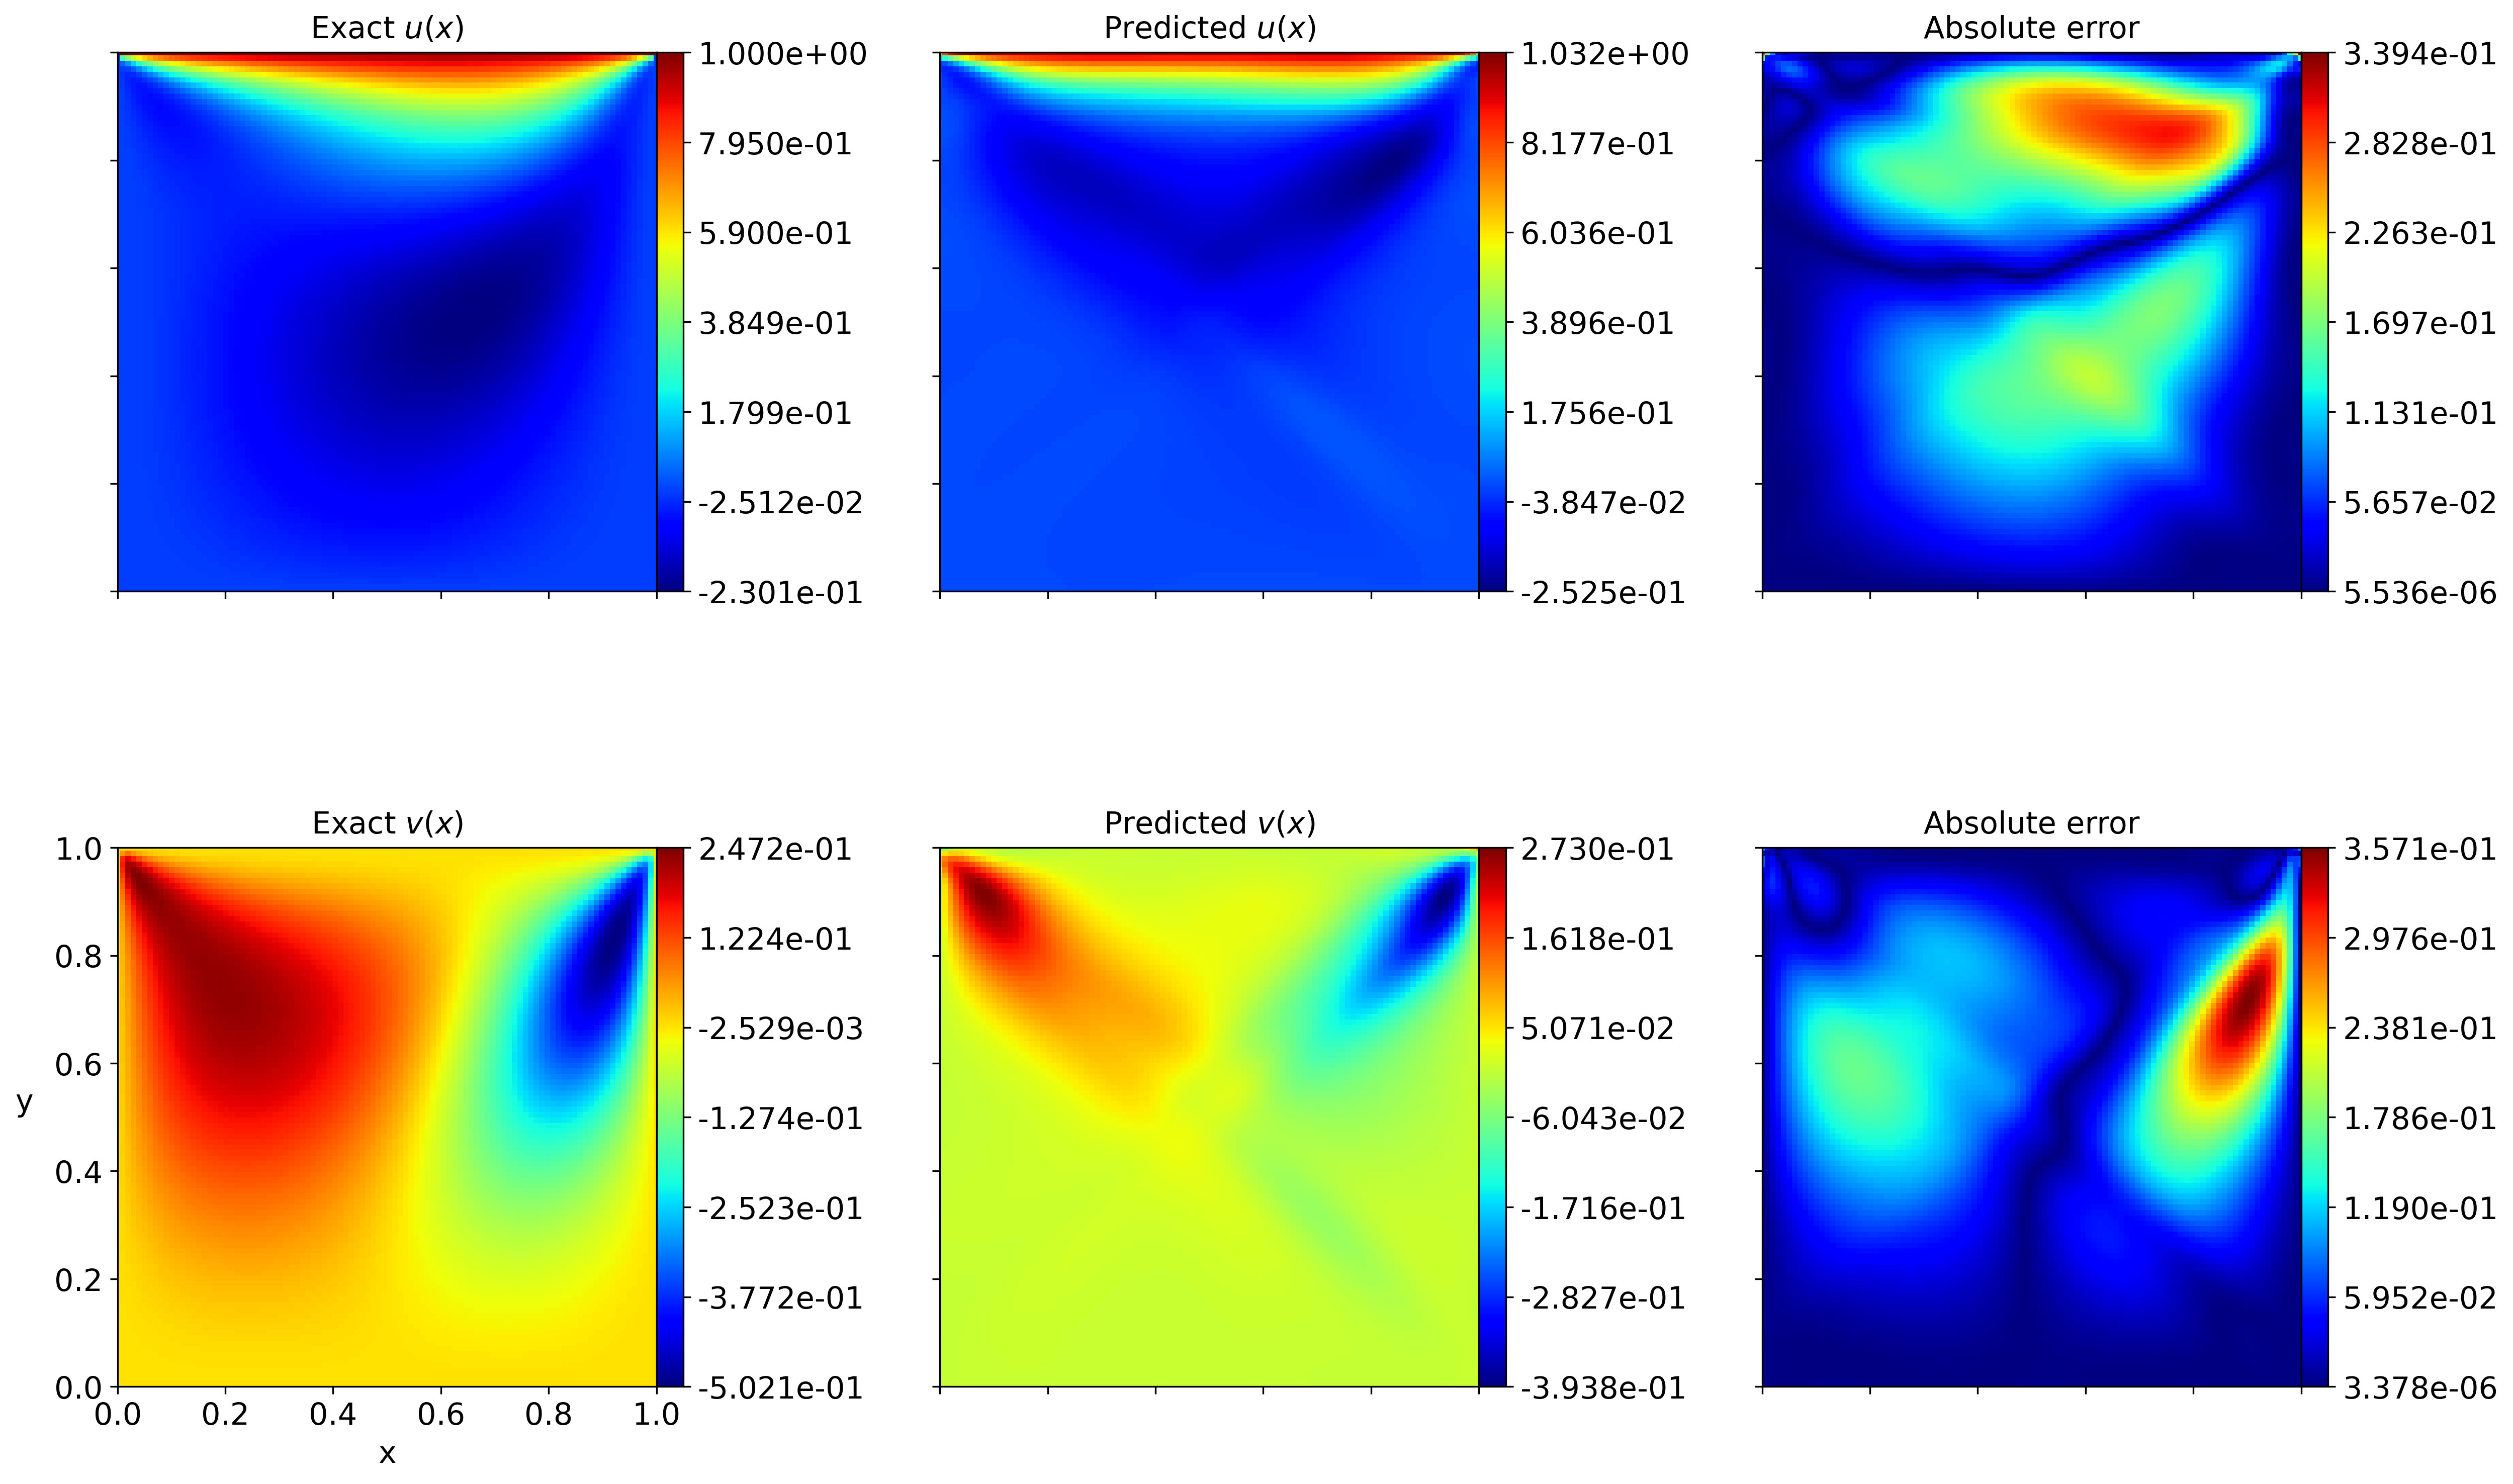 Exact u(x)
1.000e+00
7.950e-01
5.900e-01
3.849e-01
1.799e-01
-2.512e-02
-2.301e-01
Predicted u(x)
1.032e+00
8.177e-01
6.036e-01
3.896e-01
1.756e-01
-3.847e-02
-2.525e-01
Absolute error
3.394e-01
2.828e-01
2.263e-01
1.697e-01
1.131e-01
5.657e-02
5.536e-06
Exact v(x)
1.0
0.8
0.6
0.4
0.2
0.0
y
0.0 0.2 0.4 0.6 0.8 1.0
x
2.472e-01
1.224e-01
-2.529e-03
-1.274e-01
-2.523e-01
-3.772e-01
-5.021e-01
Predicted v(x)
2.730e-01
1.618e-01
5.071e-02
-6.043e-02
-1.716e-01
-2.827e-01
-3.938e-01
Absolute error
3.571e-01
2.976e-01
2.381e-01
1.786e-01
1.190e-01
5.952e-02
3.378e-06